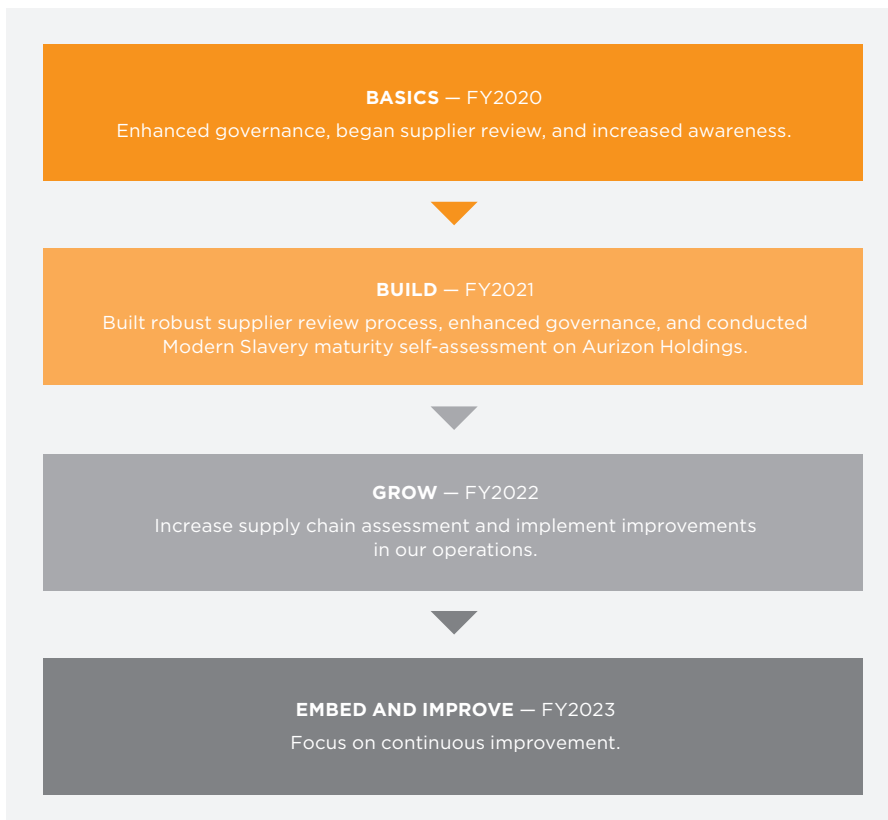 BASICS — FY2020
Enhanced governance, began supplier review, and increased awareness.
BUILD — FY2021
Built robust supplier review process, enhanced governance, and conducted
Modern Slavery maturity self-assessment on Aurizon Holdings.
GROW — FY2022
Increase supply chain assessment and implement improvements
in our operations.
EMBED AND IMPROVE — FY2023
Focus on continuous improvement.